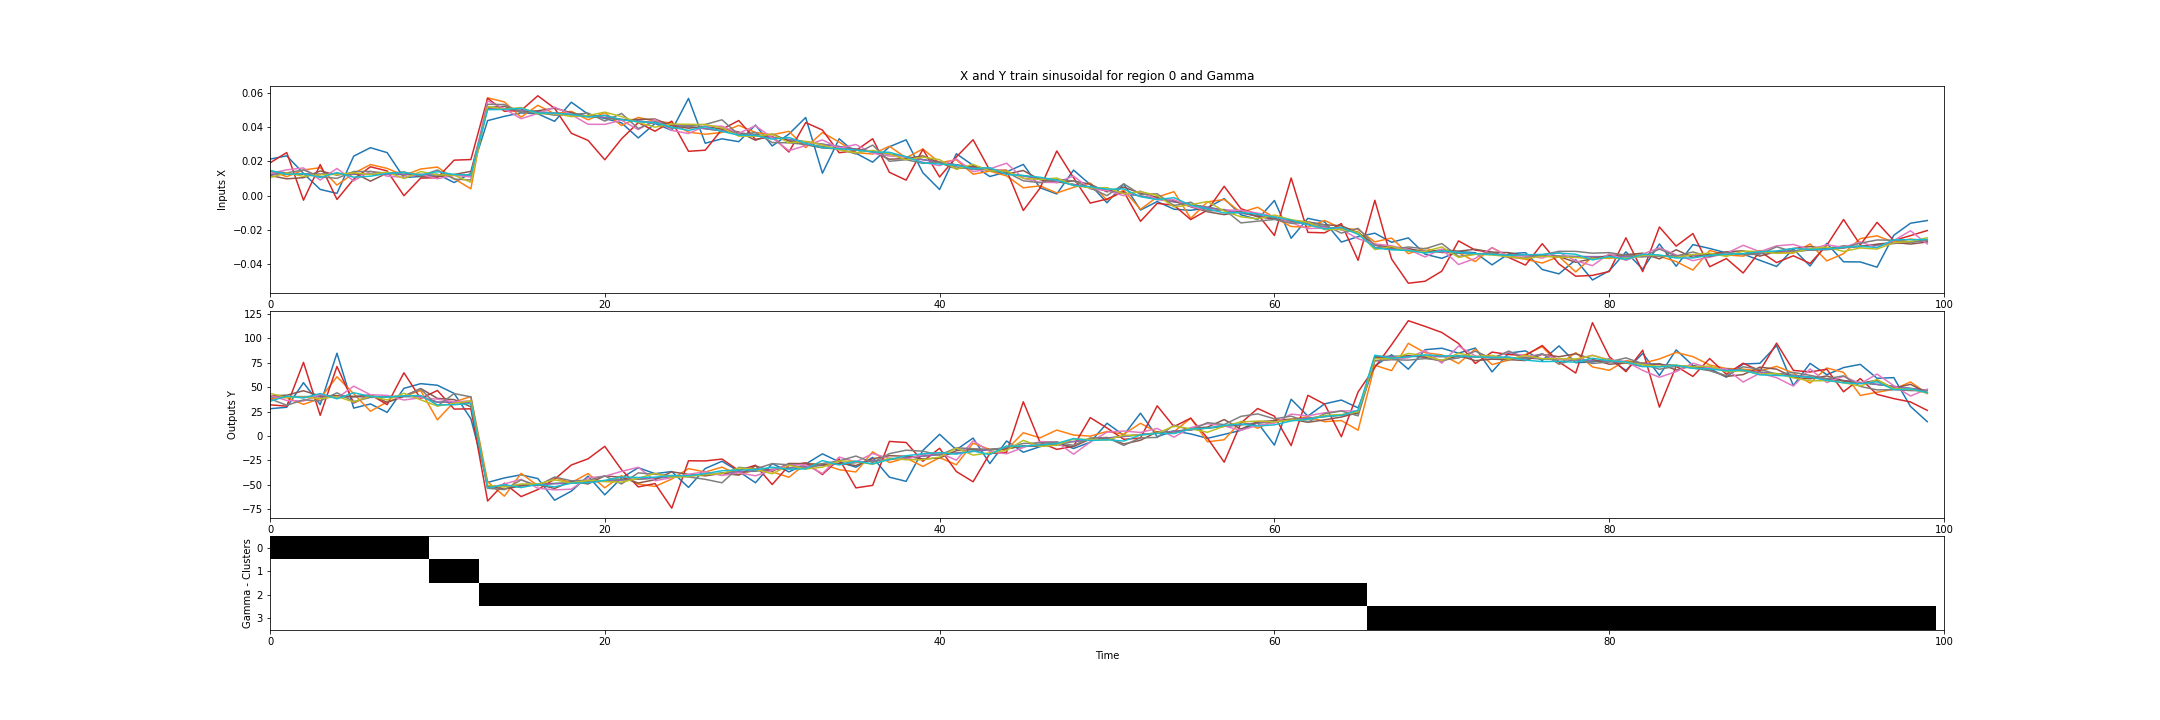 X and Y train sinusoidal for region 0 and Gamma
Inputs X
0.06
0.04
0.02
0.00
−0.02
−0.04
0 20 40 60 80 100
Outputs Y
125
100
75
50
25
0
−25
−50
−75
0 20 40 60 80 100
Gamma - Clusters
0
1
2
3
0 20 40 60 80 100
Time